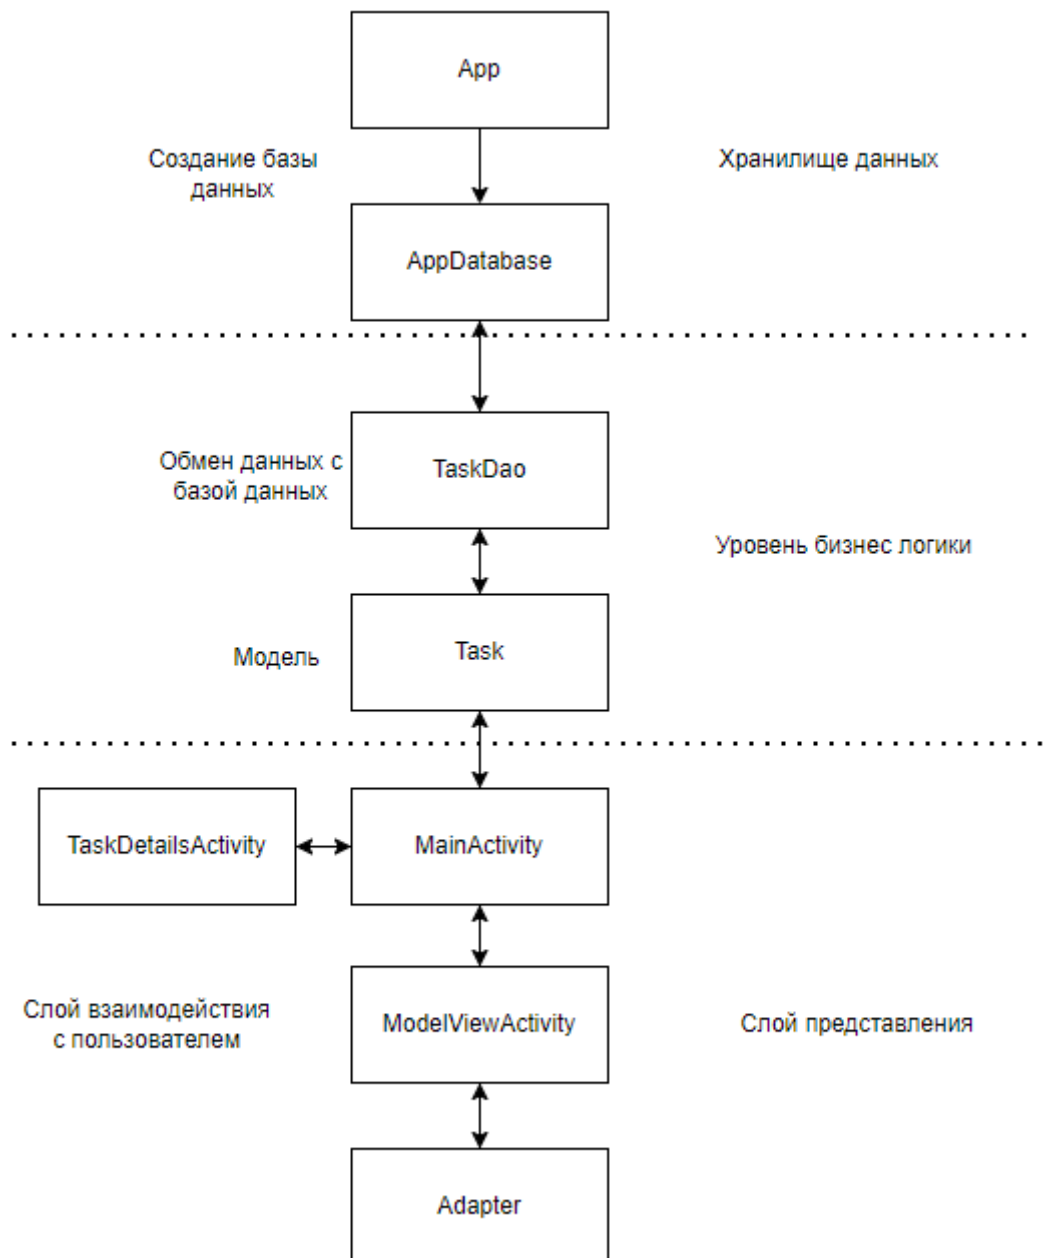 App
Создание базы
данных
Хранилище данных
AppDatabase
Обмен данных с
базой данных
TaskDao
Уровень бизнес логики
Модель
Task
TaskDetailsActivity
MainActivity
Слой взаимодействия
с пользователем
ModelViewActivity
Слой представления
Adapter